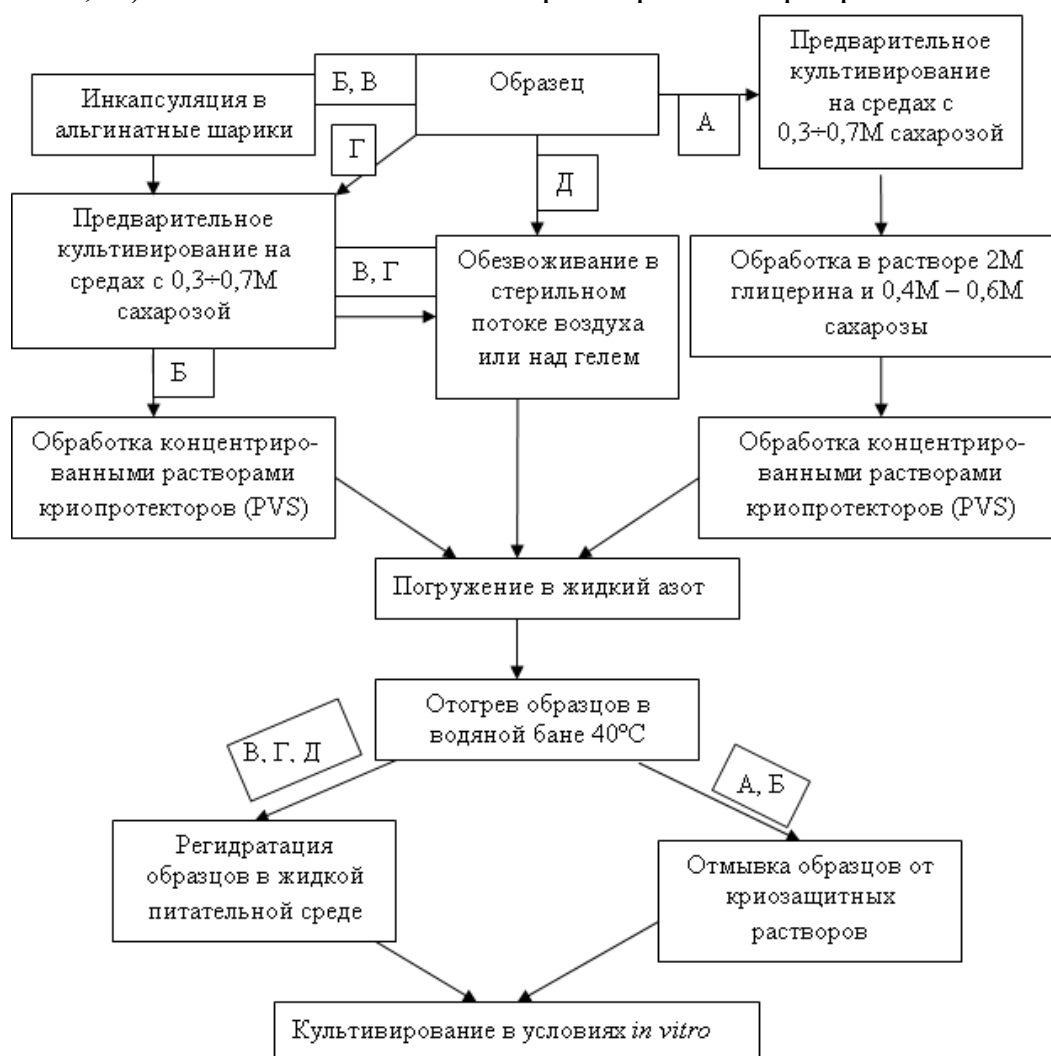 Предварительное
культивирование
на средах с
0,3÷0,7М сахарозой
Б, В
Образец
Инкапсуляция в
альгинатные шарики
А
Г
Д
Предварительное
культивирование на
средах с 0,3÷0,7М
сахарозой
В, Г
Обезвоживание в
стерильном
потоке воздуха
или над гелем
Обработка в растворе 2М
глицерина и 0,4М – 0,6М
сахарозы
Б
Обработка концентриро-
ванными растворами
криопротекторов (PVS)
Обработка концентриро-
ванными растворами
криопротекторов (PVS)
Погружение в жидкий азот
Отогрев образцов в
водяной бане 40°С
В, Г, Д
А, Б
Регидратация
образцов в жидкой
питательной среде
Отмывка образцов от
криозащитных
растворов
Культивирование в условиях in vitro